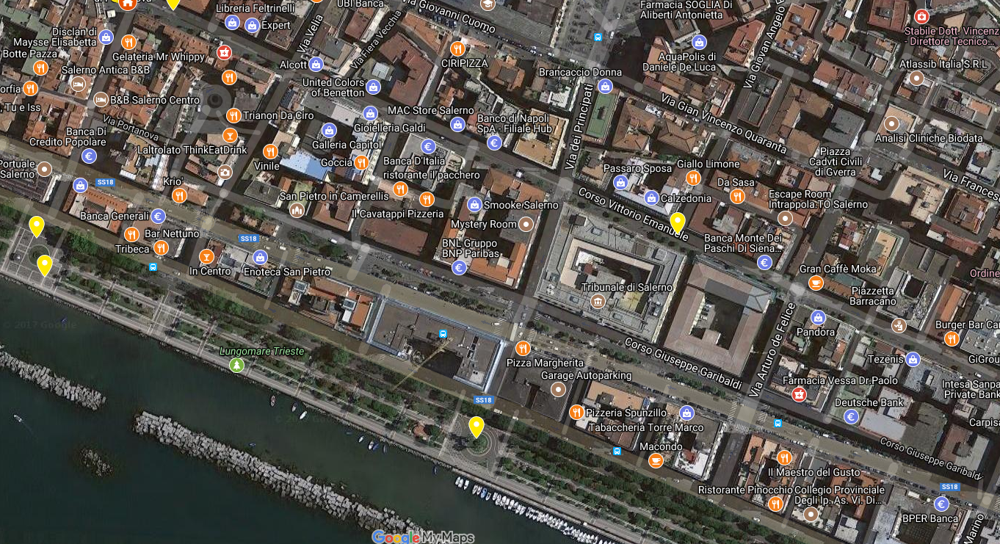 Via Giovanni Cuomo
UBI Banca
Farmacia SOGLIA Di
Aliberti Antonietta
Libreria Feltrinelli
Expert
Via Vella
Via Fiera Vecchia
Disclan di
Maysse Elisabetta
Botte Pazza
Gelateria Mr Whippy
Salerno Antica B&B
B&B Salerno Centro
, Tu e Iss
Alcott
United Colors
of Benetton
CIRIPIZZA
Brancaccio Donna
AquaPolis di
Daniele De Luca
Stabile Dott. Vincenz
- Direttore Tecnico...
Atlassib Italia S.R.L
Via dei Principati
Via Gian Vincenzo Quaranta
Analisi Cliniche Biodata
Trianon Da Ciro
MAC Store Salerno
Banco di Napoli
SpA - Filiale Hub
Via Portanova
Banca Di
Credito Popolare
Laltrolato ThinkEatDrink
Galleria Capitol
Gioielleria Galdi
Goccia
Vinile
Banca D'Italia
ristorante il pacchero
Portuale
Salerno
SS18
Krio'
Piazza
Cadvti Civili
di Gverra
Via Frances
Passaro Sposa
Giallo Limone
Da Sasa
Calzedonia
Escape Room
Intrappola.TO Salerno
San Pietro in Camerellis
Il Cavatappi Pizzeria
Smooke Salerno
Mystery Room
Corso Vittorio Emanuele
Banca Generali
Bar Nettuno
Tribeca
SS18
In Centro
Enoteca San Pietro
BNL Gruppo
BNP Paribas
Banca Monte Dei
Paschi Di Siena...
Gran Caffè Moka
Piazzetta
Barracano
Ordine
Tribunale di Salerno
Pandora
Burger Bar Car
Via Arturo de Felice
Corso Giuseppe Garibaldi
Tezenis
GiGrou
© 2017 Google
Lungomare Trieste
Pizza Margherita
Garage Autoparking
Farmacia Vessa Dr.Paolo
Intesa Sanpa
Private Bank
SS18
Deutsche Bank
Pizzeria Spunzillo
Tabaccheria Torre Marco
Macondo
Carpisa
Corso Giuseppe Garibaldi
Il Maestro del Gusto
Ristorante Pinocchio
Collegio Provinciale
Degli Ip. As. Vi. Di...
SS18
BPER Banca
Marino
Google My Maps